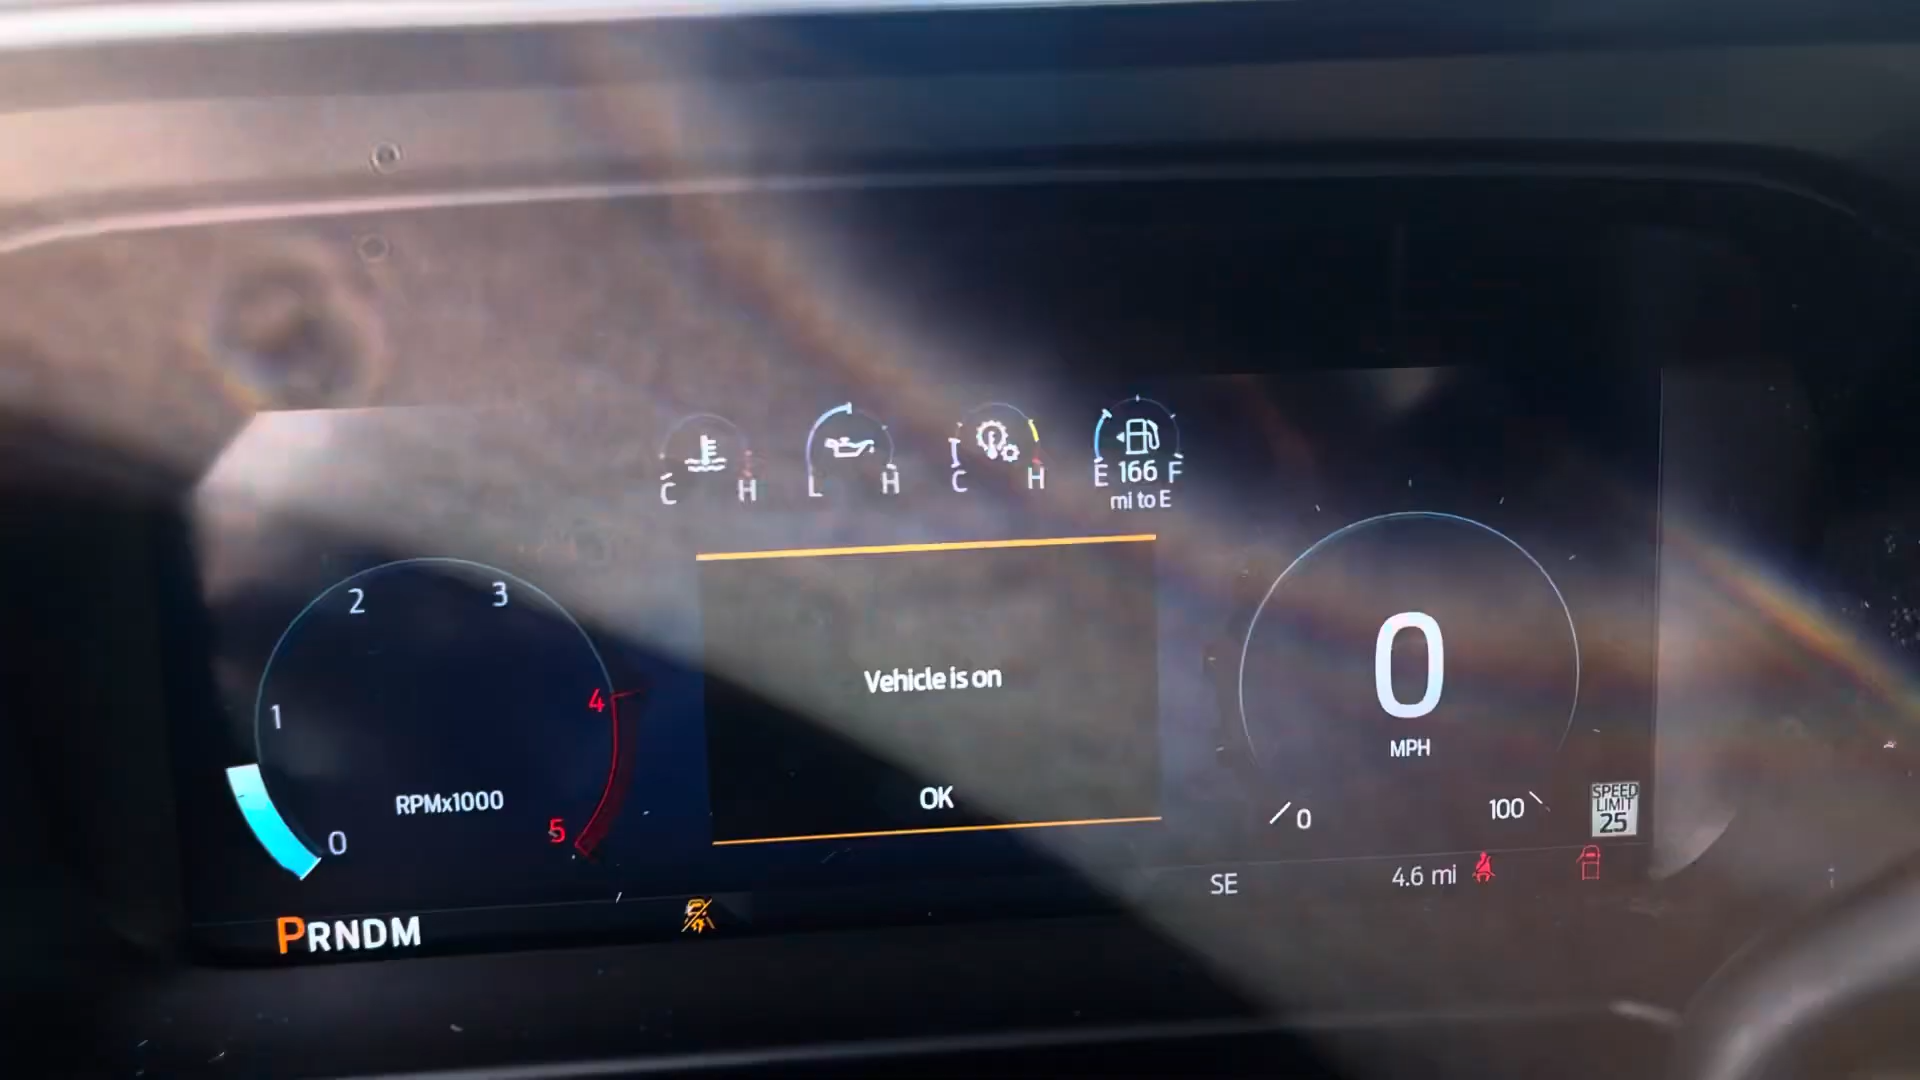 C H
L H
C H
E 166 F
mi to E
0 1 2 3 4 5
RPMx1000
Vehicle is on
OK
0
MPH
0 100
SPEED
LIMIT
25
SE 4.6 mi
PRNDM